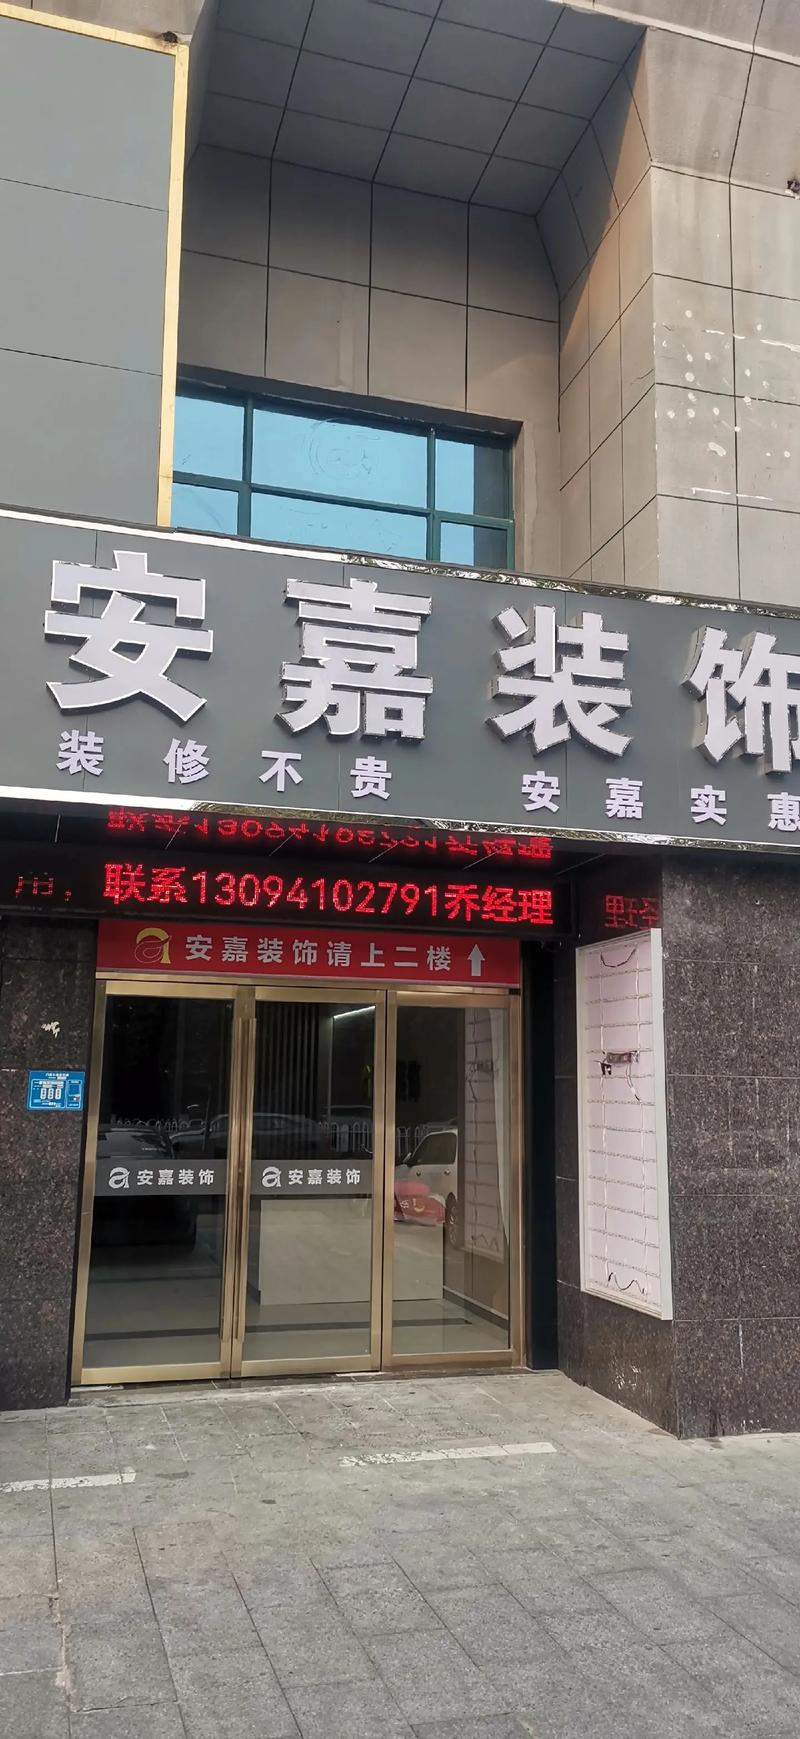 安嘉装饰
装修不贵 安嘉实惠
联系13094102791乔经理
安嘉装饰请上二楼
安嘉装饰 安嘉装饰